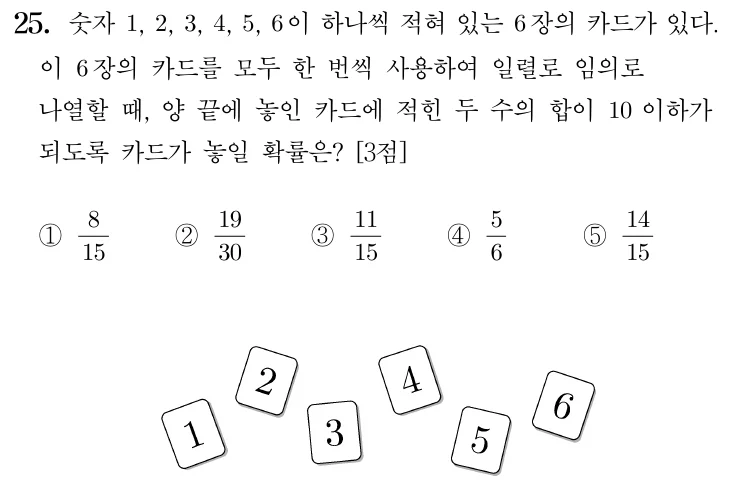 25. 숫자 1, 2, 3, 4, 5, 6이 하나씩 적혀 있는 6장의 카드가 있다.
이 6장의 카드를 모두 한 번씩 사용하여 일렬로 임의로
나열할 때, 양 끝에 놓인 카드에 적힌 두 수의 합이 10 이하가
되도록 카드가 놓일 확률은? [3점]
① 8/15 ② 19/30 ③ 11/15 ④ 5/6 ⑤ 14/15
1 2 3 4 5 6